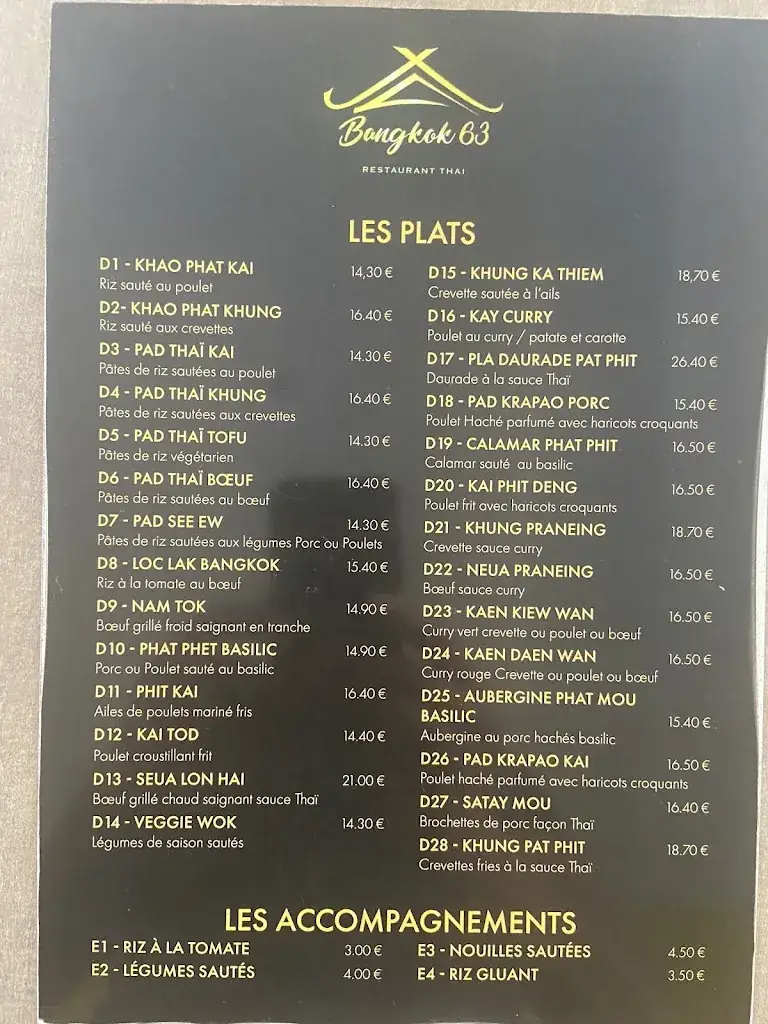 Bangkok 63
RESTAURANT THAI
LES PLATS
D1 - KHAO PHAT KAI 14,30 €
Riz sauté au poulet
D2- KHAO PHAT KHUNG 16.40 €
Riz sauté aux crevettes
D3 - PAD THAÏ KAI 14.30 €
Pâtes de riz sautées au poulet
D4 - PAD THAÏ KHUNG 16.40 €
Pâtes de riz sautées aux crevettes
D5 - PAD THAÏ TOFU 14.30 €
Pâtes de riz végétarien
D6 - PAD THAÏ BŒUF 16.40 €
Pâtes de riz sautées au bœuf
D7 - PAD SEE EW 14.30 €
Pâtes de riz sautées aux légumes Porc ou Poulets
D8 - LOC LAK BANGKOK 15.40 €
Riz à la tomate au bœuf
D9 - NAM TOK 14.90 €
Bœuf grillé froid saignant en tranche
D10 - PHAT PHET BASILIC 14.90 €
Porc ou Poulet sauté au basilic
D11 - PHIT KAI 16.40 €
Ailes de poulets mariné fris
D12 - KAI TOD 14.40 €
Poulet croustillant frit
D13 - SEUA LON HAI 21.00 €
Bœuf grillé chaud saignant sauce Thaï
D14 - VEGGIE WOK 14.30 €
Légumes de saison sautés
D15 - KHUNG KA THIEM 18,70 €
Crevette sautée à l'ails
D16 - KAY CURRY 15.40 €
Poulet au curry / patate et carotte
D17 - PLA DAURADE PAT PHIT 26.40 €
Daurade à la sauce Thaï
D18 - PAD KRAPAO PORC 15.40 €
Poulet Haché parfumé avec haricots croquants
D19 - CALAMAR PHAT PHIT 16.50 €
Calamar sauté au basilic
D20 - KAI PHIT DENG 16.50 €
Poulet frit avec haricots croquants
D21 - KHUNG PRANEING 18.70 €
Crevette sauce curry
D22 - NEUA PRANEING 16.50 €
Bœuf sauce curry
D23 - KAEN KIEW WAN 16.50 €
Curry vert crevette ou poulet ou bœuf
D24 - KAEN DAEN WAN 16.50 €
Curry rouge Crevette ou poulet ou bœuf
D25 - AUBERGINE PHAT MOU
BASILIC 15.40 €
Aubergine au porc hachés basilic
D26 - PAD KRAPAO KAI 16.50 €
Poulet haché parfumé avec haricots croquants
D27 - SATAY MOU 16.40 €
Brochettes de porc façon Thaï
D28 - KHUNG PAT PHIT 18.70 €
Crevettes fries à la sauce Thaï
LES ACCOMPAGNEMENTS
E1 - RIZ À LA TOMATE 3.00 €
E2 - LÉGUMES SAUTÉS 4.00 €
E3 - NOUILLES SAUTÉES 4.50 €
E4 - RIZ GLUANT 3.50 €